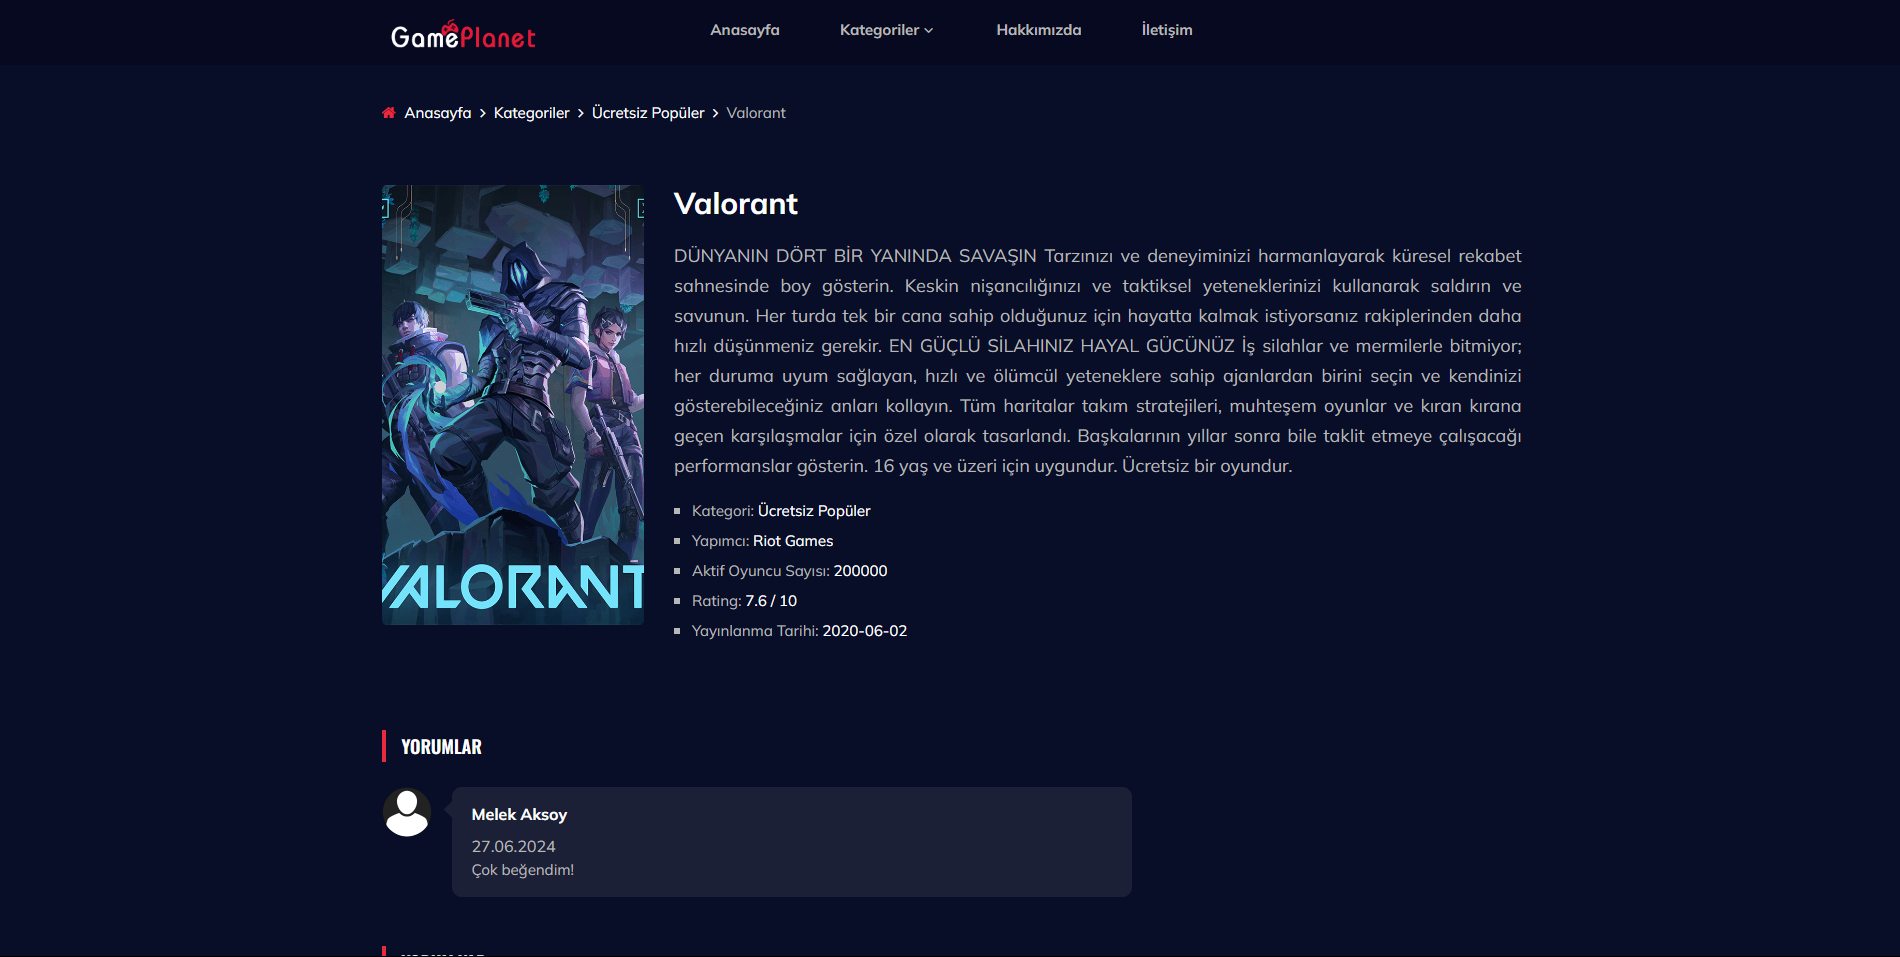 GamePlanet
Anasayfa
Kategoriler
Hakkımızda
İletişim
Anasayfa > Kategoriler > Ücretsiz Popüler > Valorant
VALORANT
Valorant
DÜNYANIN DÖRT BİR YANINDA SAVAŞIN Tarzınızı ve deneyiminizi harmanlayarak küresel rekabet
sahnesinde boy gösterin. Keskin nişancılığınızı ve taktiksel yeteneklerinizi kullanarak saldırın ve
savunun. Her turda tek bir cana sahip olduğunuz için hayatta kalmak istiyorsanız rakiplerinden daha
hızlı düşünmeniz gerekir. EN GÜÇLÜ SİLAHINIZ HAYAL GÜCÜNÜZ İş silahlar ve mermilerle bitmiyor;
her duruma uyum sağlayan, hızlı ve ölümcül yeteneklere sahip ajanlardan birini seçin ve kendinizi
gösterebileceğiniz anları kollayın. Tüm haritalar takım stratejileri, muhteşem oyunlar ve kıran kırana
geçen karşılaşmalar için özel olarak tasarlandı. Başkalarının yıllar sonra bile taklit etmeye çalışacağı
performanslar gösterin. 16 yaş ve üzeri için uygundur. Ücretsiz bir oyundur.
Kategori: Ücretsiz Popüler
Yapımcı: Riot Games
Aktif Oyuncu Sayısı: 200000
Rating: 7.6 / 10
Yayınlanma Tarihi: 2020-06-02
YORUMLAR
Melek Aksoy
27.06.2024
Çok beğendim!